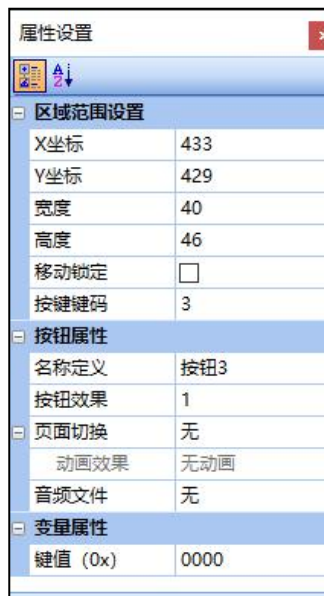 属性设置
区域范围设置
X坐标 433
Y坐标 429
宽度 40
高度 46
移动锁定
按键键码 3
按钮属性
名称定义 按钮3
按钮效果 1
页面切换 无
动画效果 无动画
音频文件 无
变量属性
键值（0x） 0000